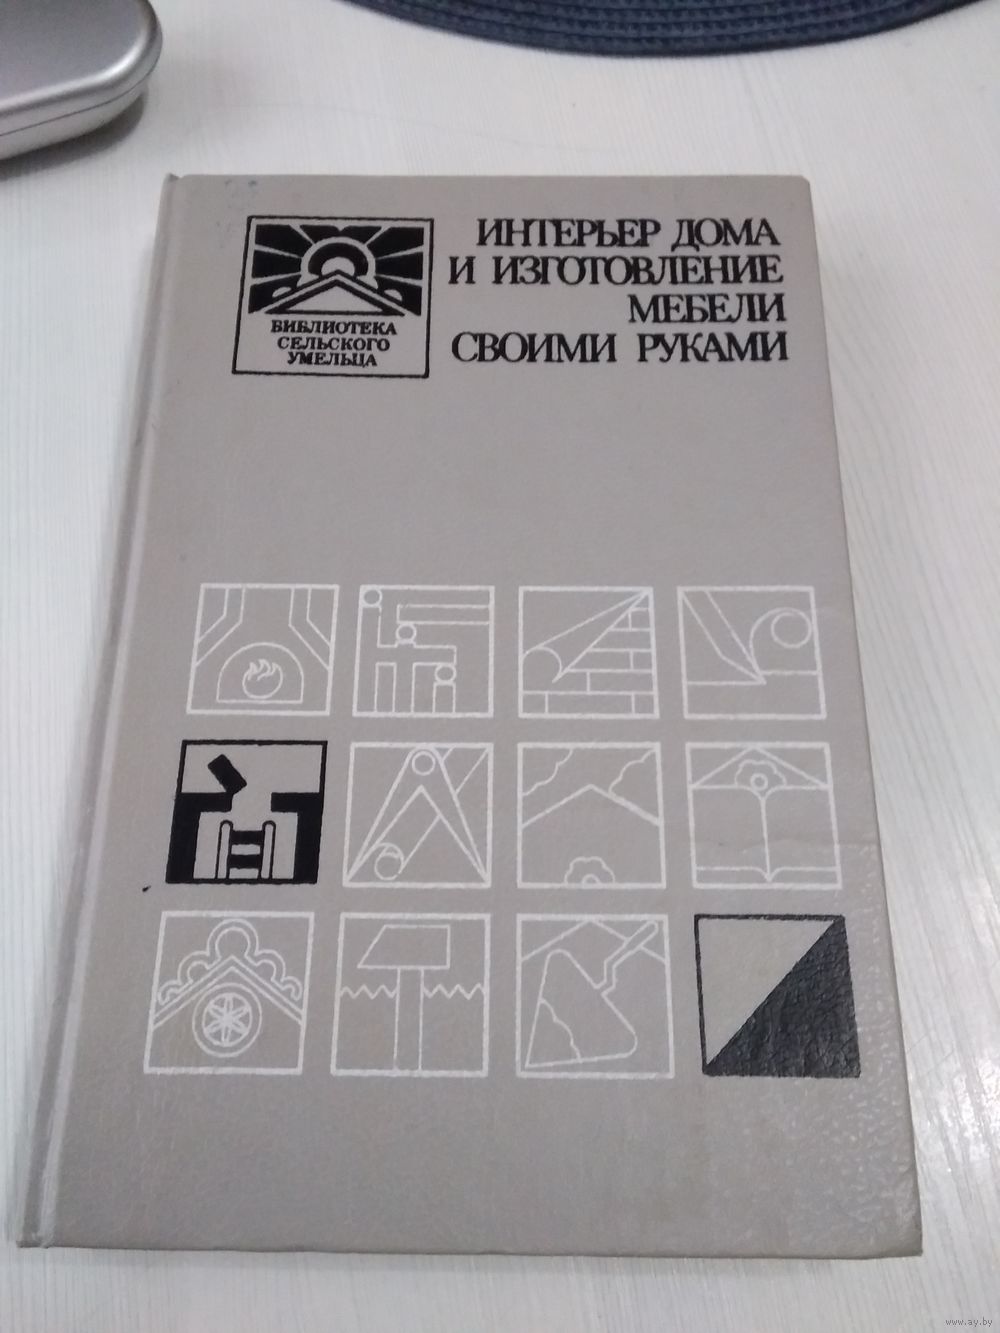 ИНТЕРЬЕР ДОМА
И ИЗГОТОВЛЕНИЕ
МЕБЕЛИ
СВОИМИ РУКАМИ
БИБЛИОТЕКА
СЕЛЬСКОГО
УМЕЛЬЦА
www.ay.by